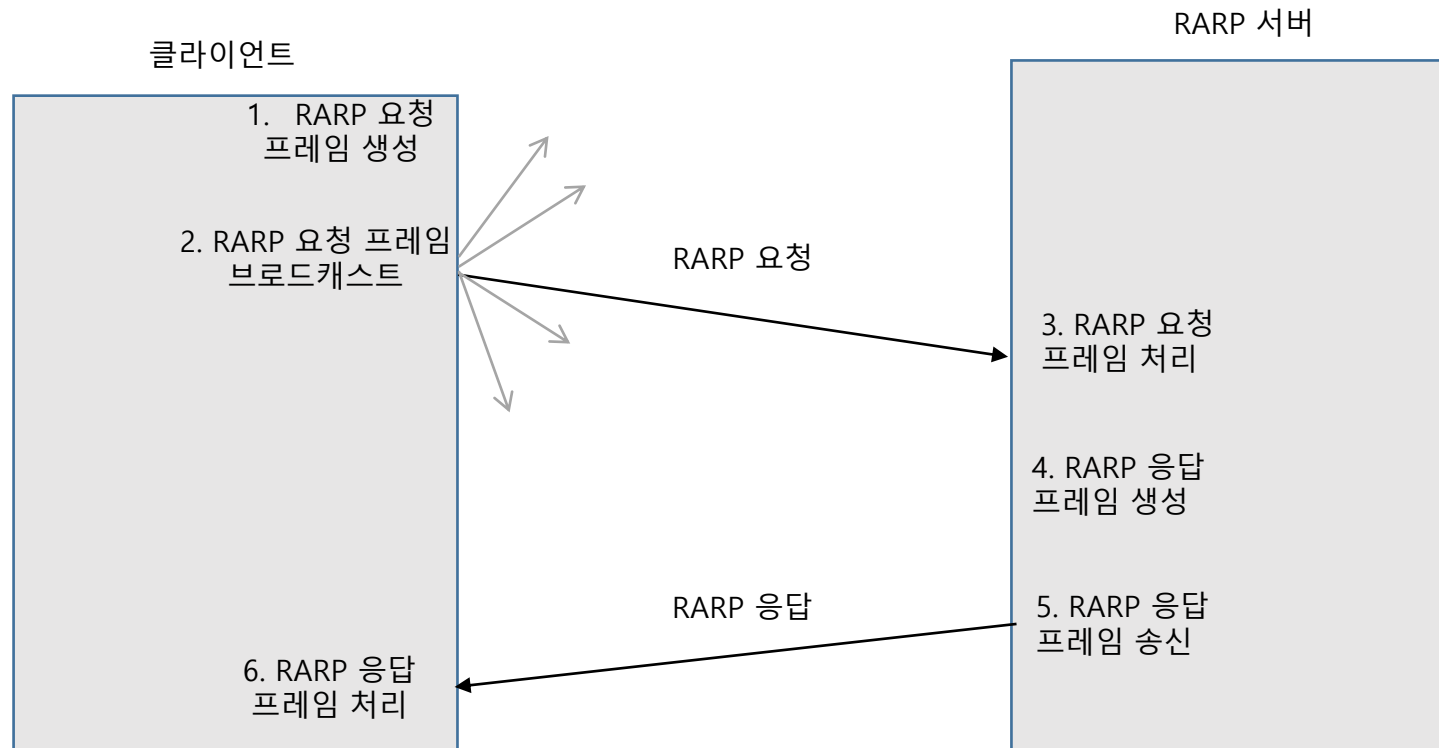 클라이언트
RARP 서버
1. RARP 요청
프레임 생성
2. RARP 요청 프레임
브로드캐스트
RARP 요청
3. RARP 요청
프레임 처리
4. RARP 응답
프레임 생성
RARP 응답
5. RARP 응답
프레임 송신
6. RARP 응답
프레임 처리